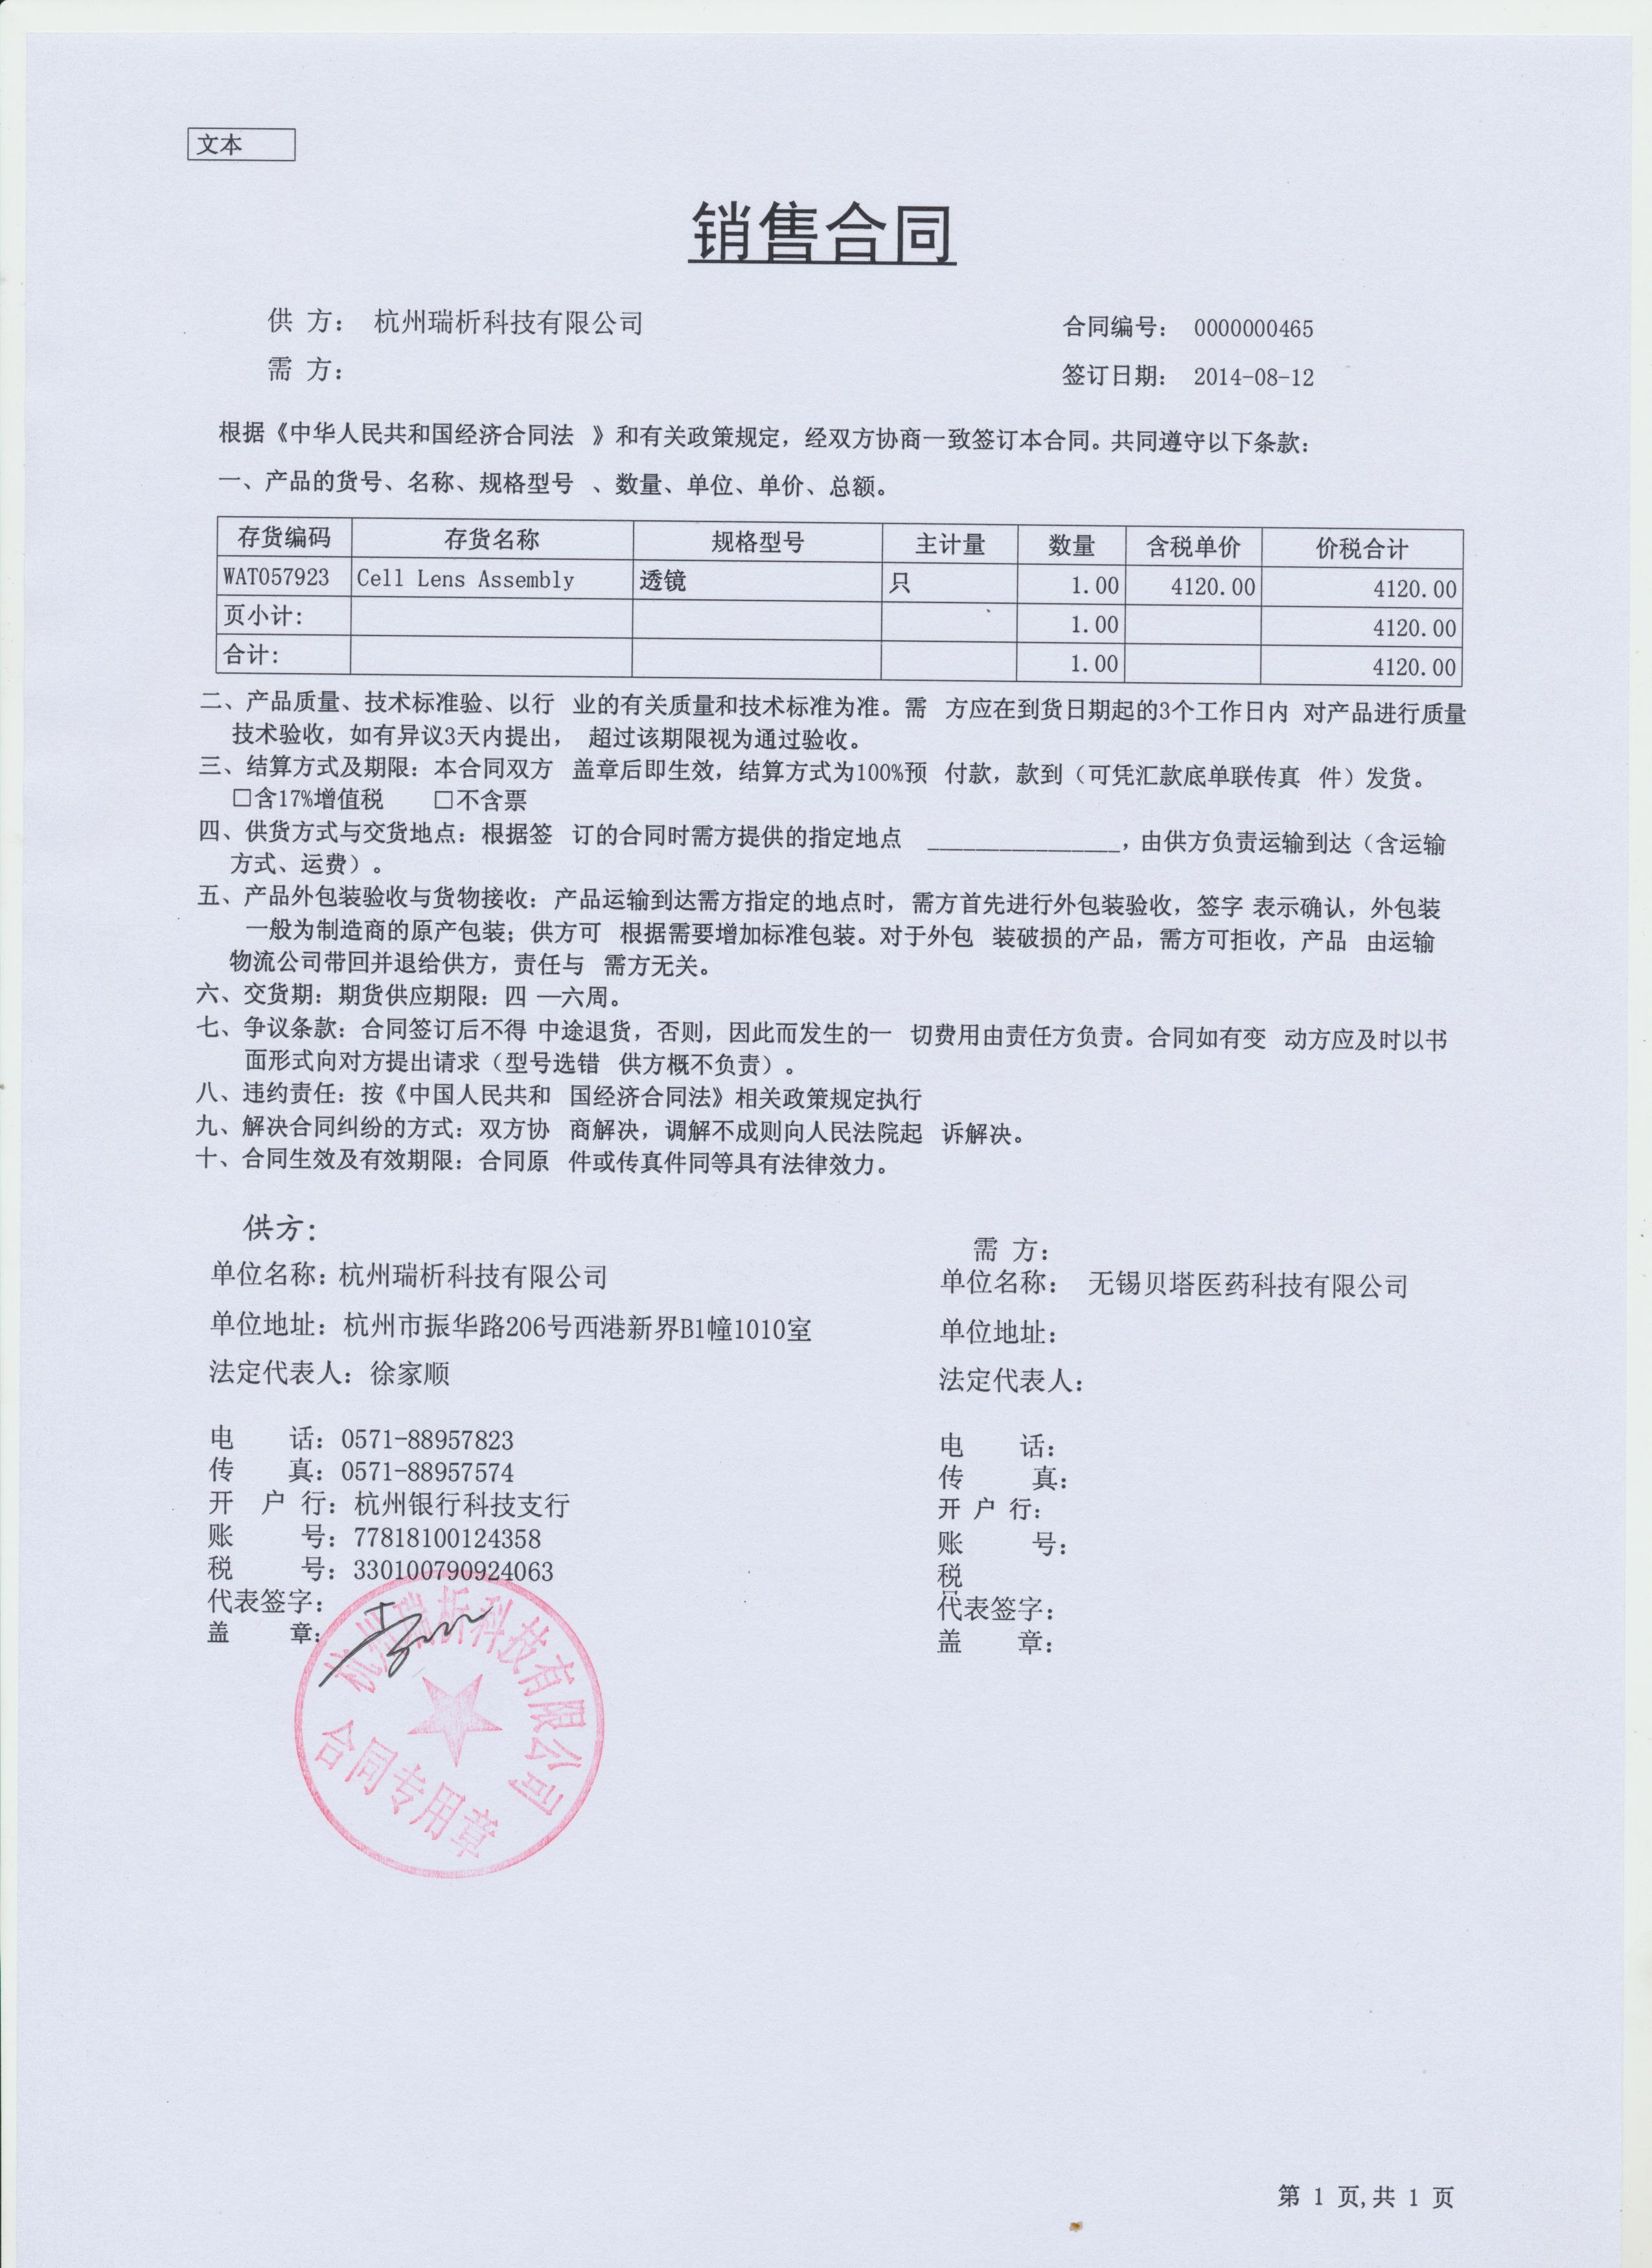 文本
销售合同
供 方： 杭州瑞析科技有限公司
合同编号： 0000000465
需 方：
签订日期： 2014-08-12
根据《中华人民共和国经济合同法 》和有关政策规定，经双方协商一致签订本合同。共同遵守以下条款：
一、产品的货号、名称、规格型号 、数量、单位、单价、总额。
存货编码 存货名称 规格型号 主计量 数量 含税单价 价税合计
WAT057923 Cell Lens Assembly 透镜 只 1.00 4120.00 4120.00
页小计： 1.00 4120.00
合计： 1.00 4120.00
二、产品质量、技术标准验、以行 业的有关质量和技术标准为准。需 方应在到货日期起的3个工作日内 对产品进行质量
技术验收，如有异议3天内提出， 超过该期限视为通过验收。
三、结算方式及期限：本合同双方 盖章后即生效，结算方式为100%预 付款，款到（可凭汇款底单联传真 件）发货。
□含17%增值税 □不含票
四、供货方式与交货地点：根据签 订的合同时需方提供的指定地点 ________________，由供方负责运输到达（含运输
方式、运费）。
五、产品外包装验收与货物接收：产品运输到达需方指定的地点时，需方首先进行外包装验收，签字 表示确认，外包装
一般为制造商的原产包装；供方可 根据需要增加标准包装。对于外包 装破损的产品，需方可拒收，产品 由运输
物流公司带回并退给供方，责任与 需方无关。
六、交货期：期货供应期限：四 —六周。
七、争议条款：合同签订后不得 中途退货，否则，因此而发生的一 切费用由责任方负责。合同如有变 动方应及时以书
面形式向对方提出请求（型号选错 供方概不负责）。
八、违约责任：按《中国人民共和 国经济合同法》相关政策规定执行
九、解决合同纠纷的方式：双方协 商解决，调解不成则向人民法院起 诉解决。
十、合同生效及有效期限：合同原 件或传真件同等具有法律效力。
供方：
单位名称：杭州瑞析科技有限公司
单位地址：杭州市振华路206号西港新界B1幢1010室
法定代表人：徐家顺
电 话：0571-88957823
传 真：0571-88957574
开 户 行：杭州银行科技支行
账 号：77818100124358
税 号：330100790924063
代表签字：
盖 章：
需 方：
单位名称： 无锡贝塔医药科技有限公司
单位地址：
法定代表人：
电 话：
传 真：
开 户 行：
账 号：
税
代表签字：
盖 章：
杭州瑞析科技有限公司
合同专用章
第 1 页,共 1 页